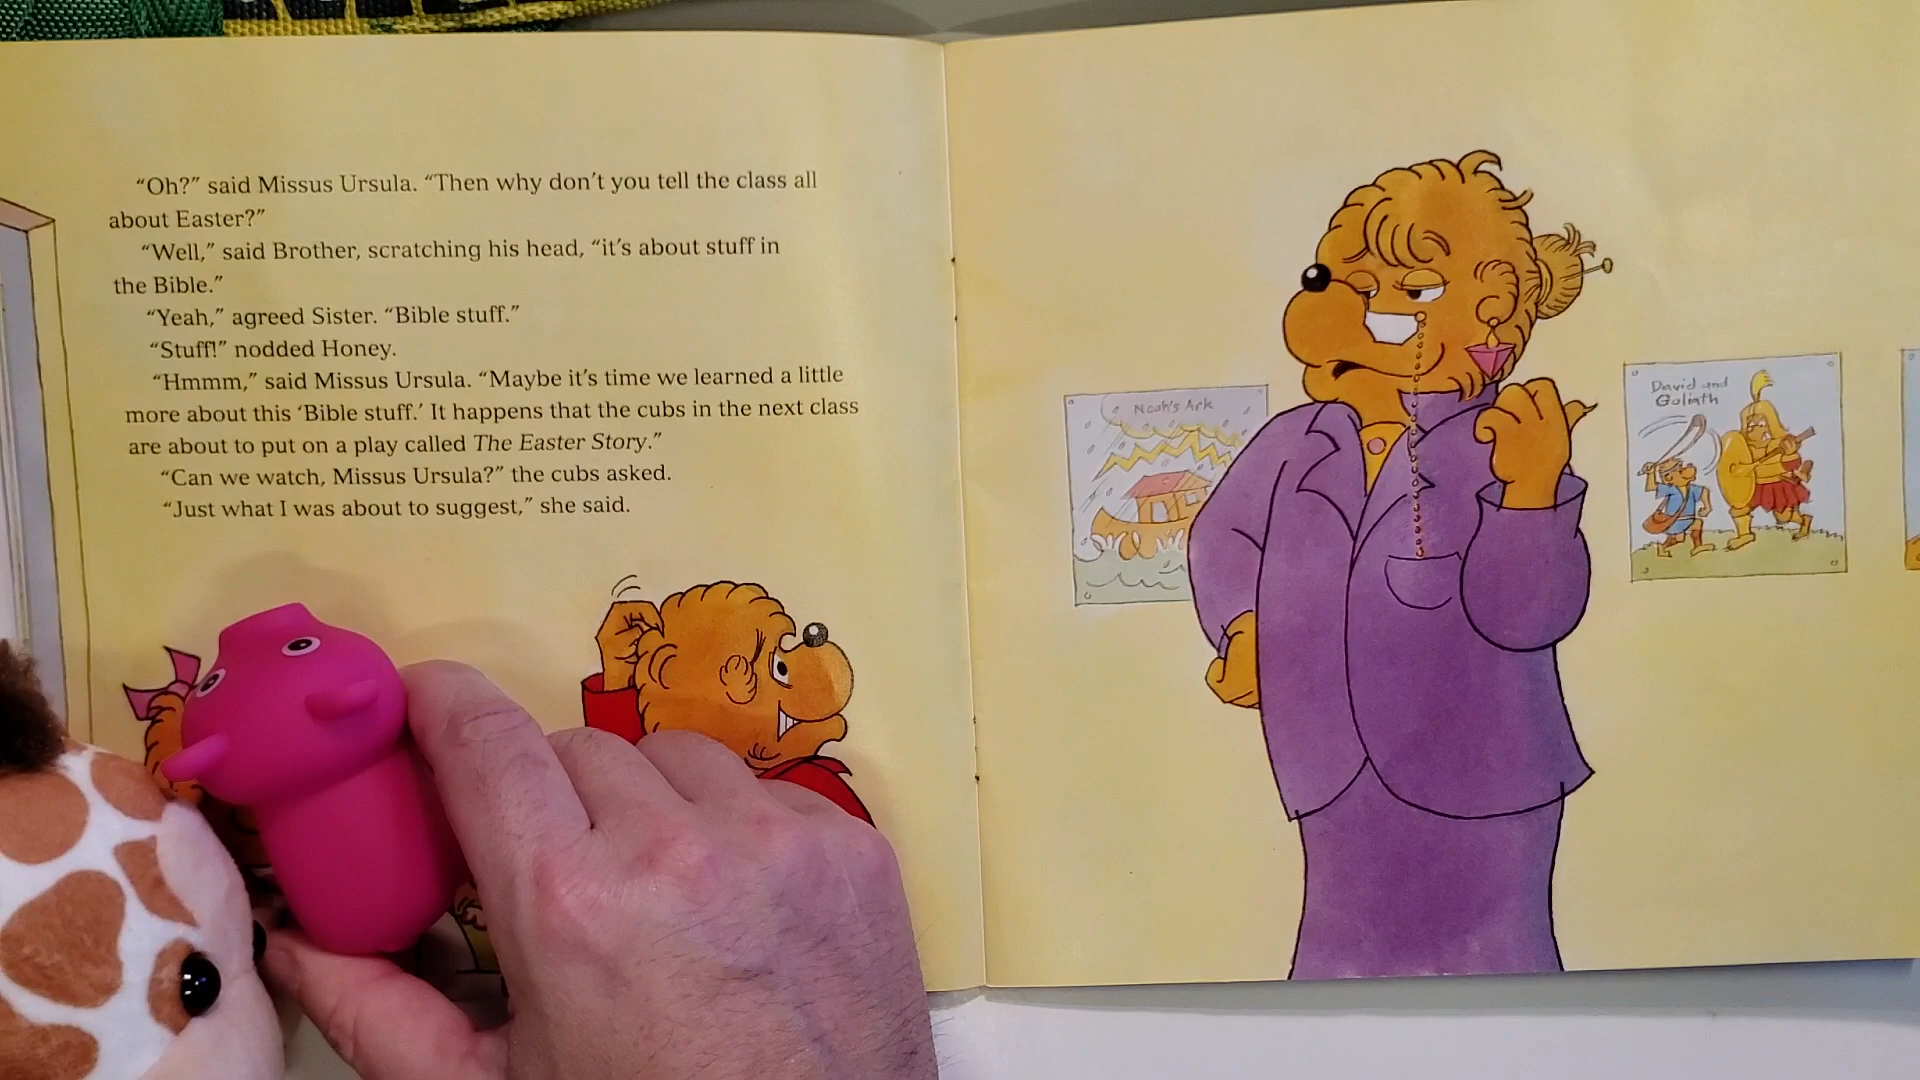 “Oh?” said Missus Ursula. “Then why don’t you tell the class all
about Easter?”
“Well,” said Brother, scratching his head, “it’s about stuff in
the Bible.”
“Yeah,” agreed Sister. “Bible stuff.”
“Stuff!” nodded Honey.
“Hmmm,” said Missus Ursula. “Maybe it’s time we learned a little
more about this ‘Bible stuff.’ It happens that the cubs in the next class
are about to put on a play called The Easter Story.”
“Can we watch, Missus Ursula?” the cubs asked.
“Just what I was about to suggest,” she said.
Noah's Ark
David and
Goliath